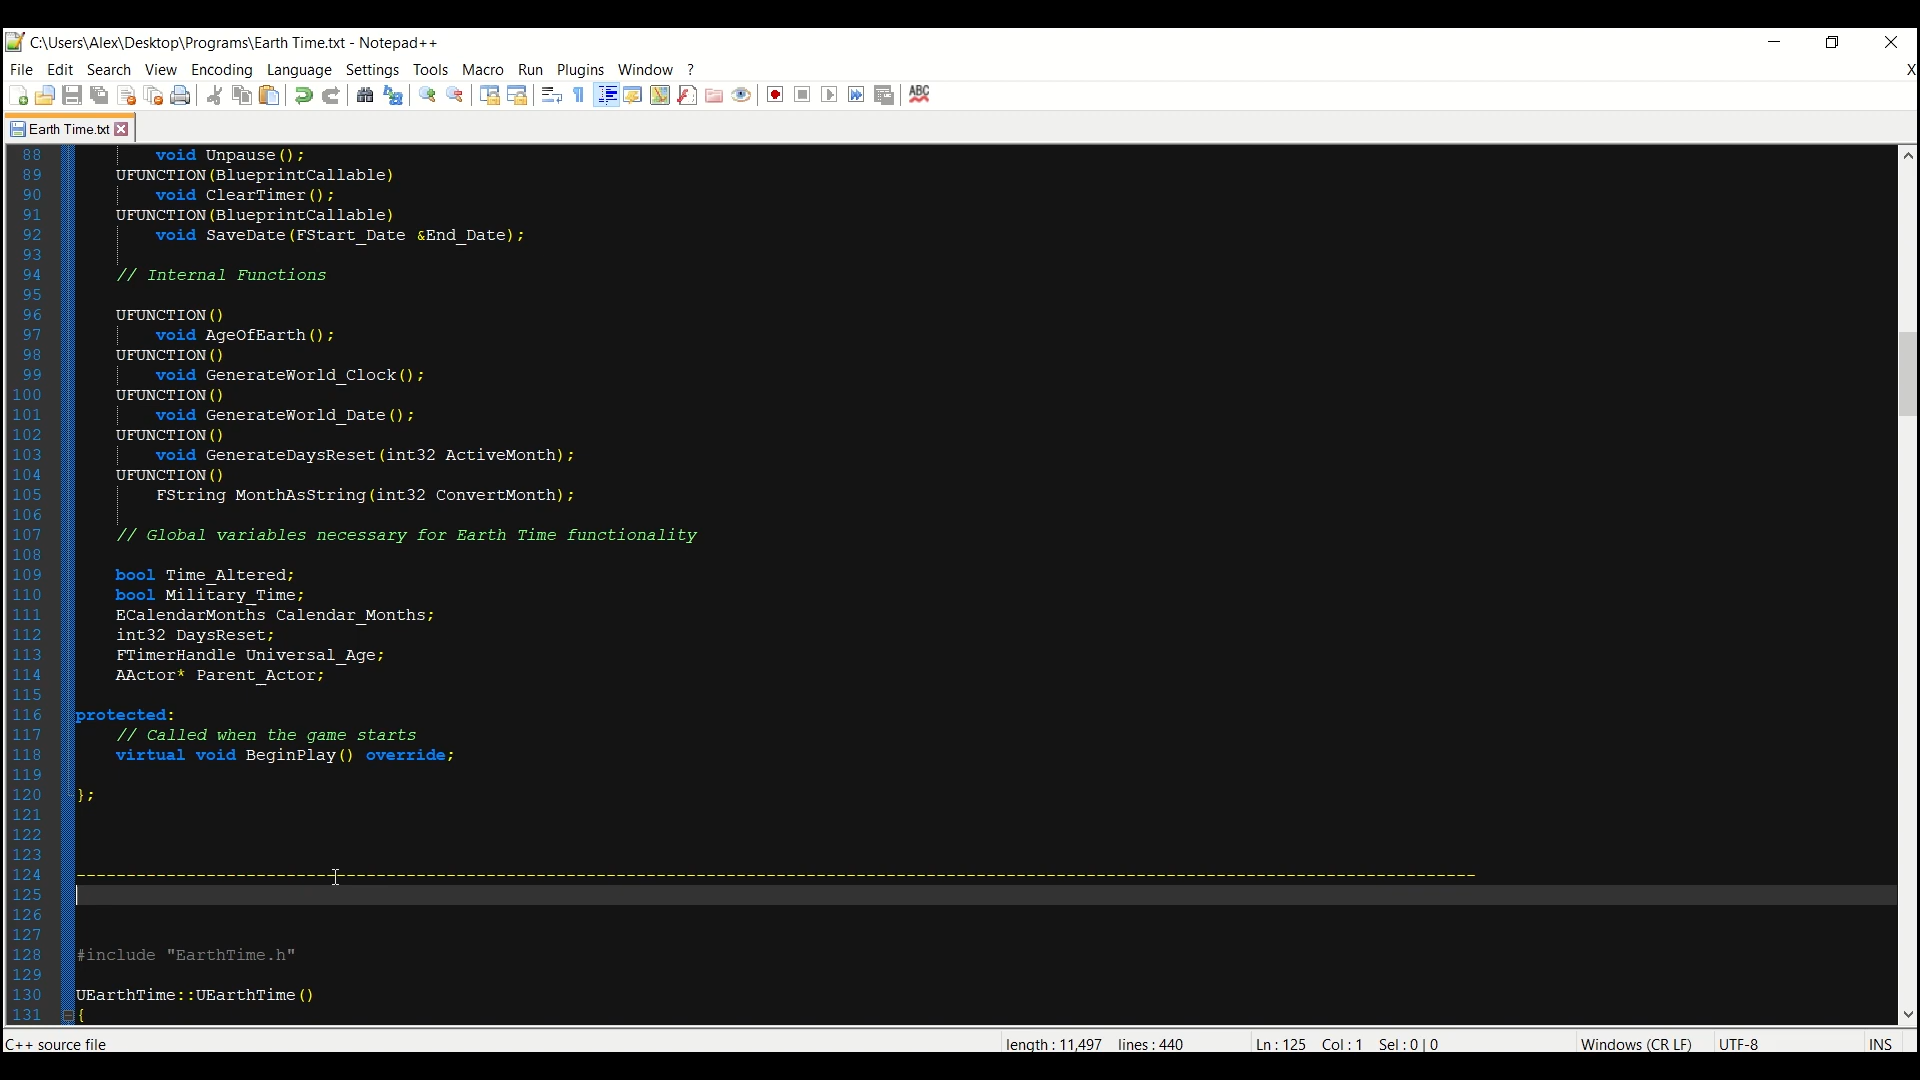 C:\Users\Alex\Desktop\Programs\Earth Time.txt - Notepad++
File Edit Search View Encoding Language Settings Tools Macro Run Plugins Window ? X
ABC
Earth Time.txt
88 void Unpause();
89 UFUNCTION(BlueprintCallable)
90 void ClearTimer();
91 UFUNCTION(BlueprintCallable)
92 void SaveDate(FStart_Date &End_Date);
93
94 // Internal Functions
95
96 UFUNCTION()
97 void AgeOfEarth();
98 UFUNCTION()
99 void GenerateWorld_Clock();
100 UFUNCTION()
101 void GenerateWorld_Date();
102 UFUNCTION()
103 void GenerateDaysReset(int32 ActiveMonth);
104 UFUNCTION()
105 FString MonthAsString(int32 ConvertMonth);
106
107 // Global variables necessary for Earth Time functionality
108
109 bool Time_Altered;
110 bool Military_Time;
111 ECalendarMonths Calendar_Months;
112 int32 DaysReset;
113 FTimerHandle Universal_Age;
114 AActor* Parent_Actor;
115
116 protected:
117 // Called when the game starts
118 virtual void BeginPlay() override;
119
120 };
121
122
123
124 --------------------------------------------------------------------------------------------------------------------------------------------
125
126
127
128 #include "EarthTime.h"
129
130 UEarthTime::UEarthTime()
131 {
C++ source file length : 11,497 lines : 440 Ln : 125 Col : 1 Sel : 0 | 0 Windows (CR LF) UTF-8 INS